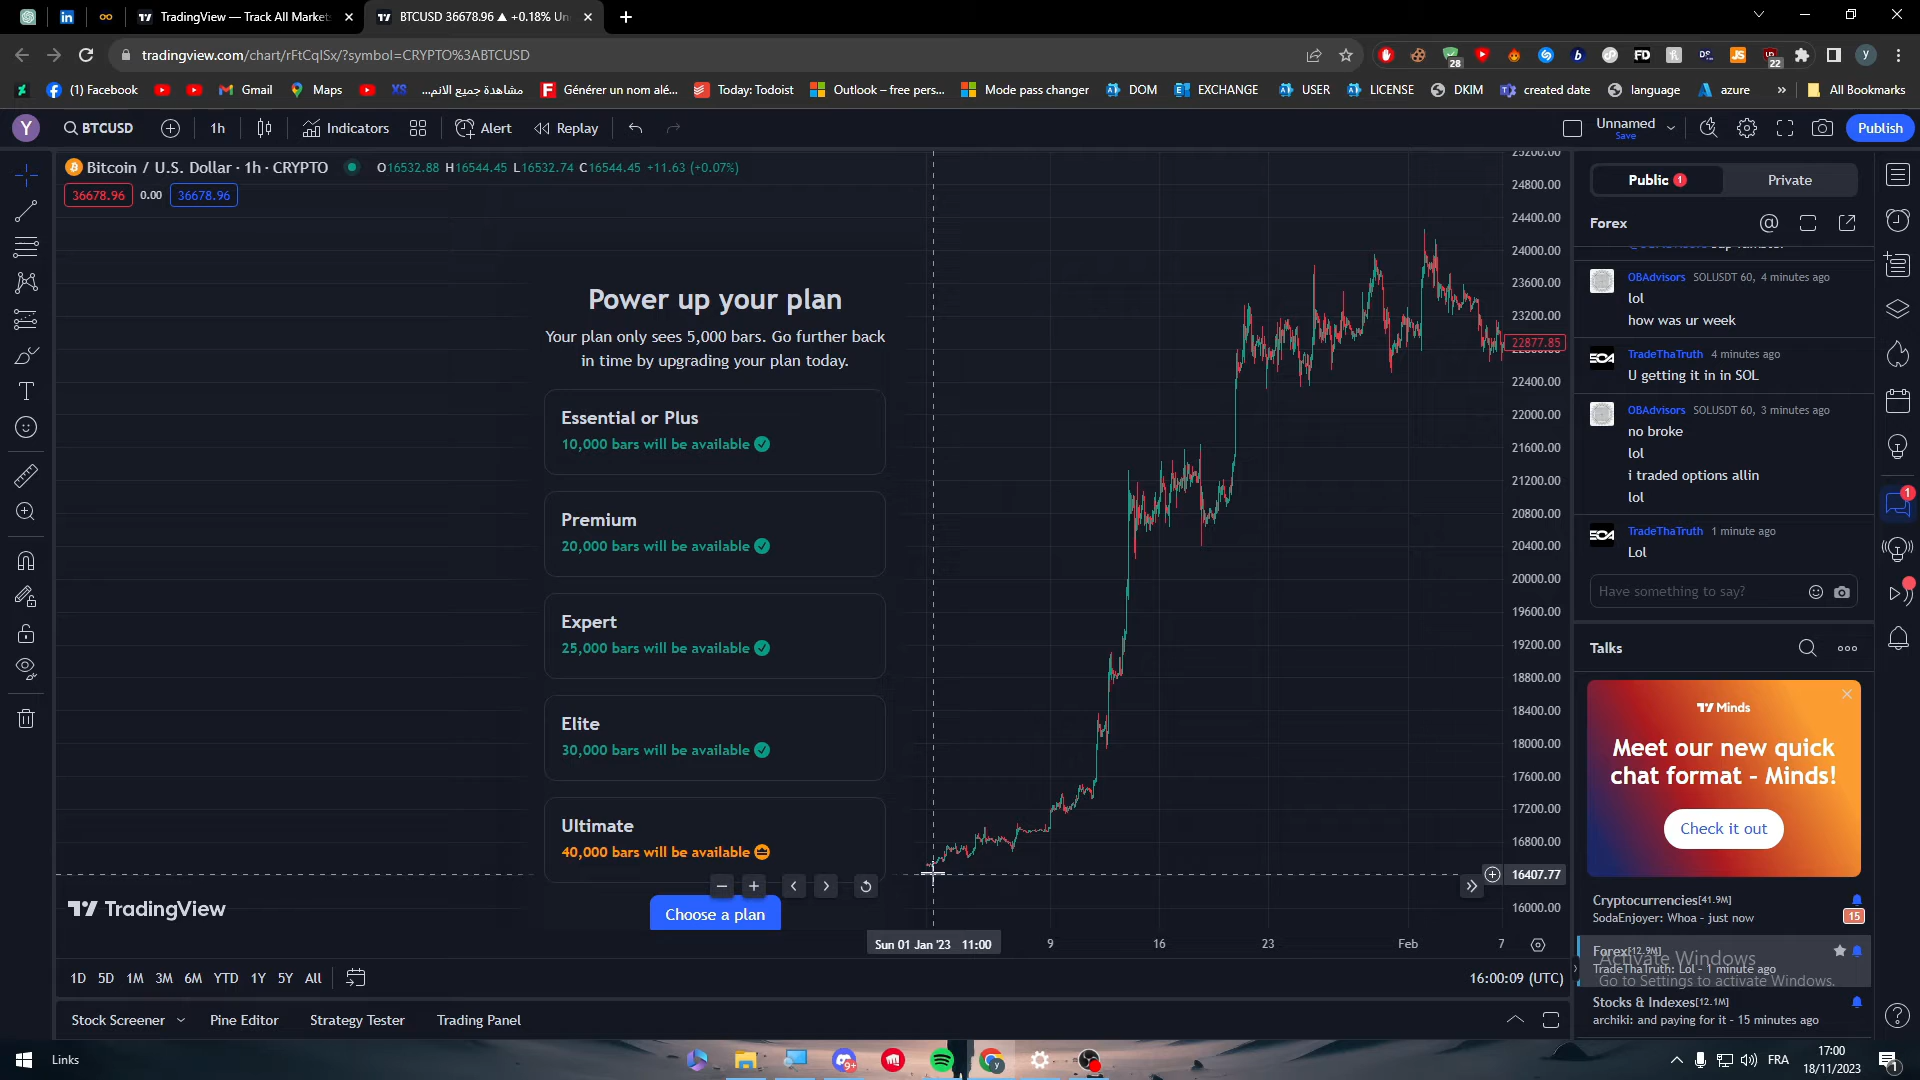 TradingView — Track All Markets
BTCUSD 36678.96 ▲ +0.18% Un
tradingview.com/chart/rFtCqISx/?symbol=CRYPTO%3ABTCUSD
28
22
(1) Facebook
Gmail
Maps
XS
مشاهدة جميع الانم...
Générer un nom alé...
Today: Todoist
Outlook – free pers...
Mode pass changer
DOM
EXCHANGE
USER
LICENSE
DKIM
created date
language
azure
All Bookmarks
Y
BTCUSD
1h
Indicators
Alert
Replay
Unnamed
Save
Publish
Bitcoin / U.S. Dollar · 1h · CRYPTO
O16532.88 H16544.45 L16532.74 C16544.45 +11.63 (+0.07%)
36678.96 0.00 36678.96
Power up your plan
Your plan only sees 5,000 bars. Go further back
in time by upgrading your plan today.
Essential or Plus
10,000 bars will be available
Premium
20,000 bars will be available
Expert
25,000 bars will be available
Elite
30,000 bars will be available
Ultimate
40,000 bars will be available
Choose a plan
TradingView
25200.00
24800.00
24400.00
24000.00
23600.00
23200.00
22877.85
22400.00
22000.00
21600.00
21200.00
20800.00
20400.00
20000.00
19600.00
19200.00
18800.00
18400.00
18000.00
17600.00
17200.00
16800.00
16407.77
16000.00
Sun 01 Jan '23 11:00
9
16
23
Feb
7
1D 5D 1M 3M 6M YTD 1Y 5Y All
16:00:09 (UTC)
Stock Screener
Pine Editor
Strategy Tester
Trading Panel
Public 1
Private
Forex
OBAdvisors SOLUSDT 60, 4 minutes ago
lol
how was ur week
TradeThaTruth 4 minutes ago
U getting it in in SOL
OBAdvisors SOLUSDT 60, 3 minutes ago
no broke
lol
i traded options allin
lol
TradeThaTruth 1 minute ago
Lol
Have something to say?
Talks
Minds
Meet our new quick
chat format - Minds!
Check it out
Cryptocurrencies[41.9M]
SodaEnjoyer: Whoa - just now
15
Forex[12.9M]
TradeThaTruth: Lol - 1 minute ago
Activate Windows
Go to Settings to activate Windows.
Stocks & Indexes[12.1M]
archiki: and paying for it - 15 minutes ago
1
Links
9+
FRA
17:00
18/11/2023
1